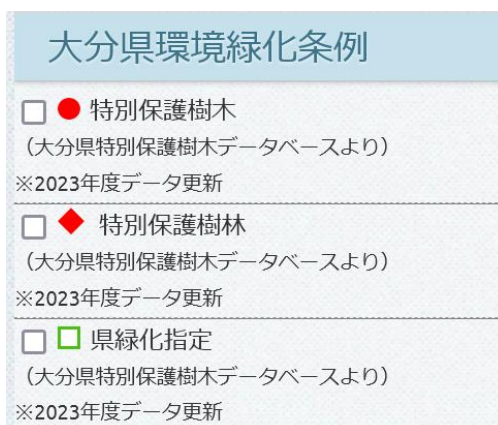 大分県環境緑化条例
特別保護樹木
（大分県特別保護樹木データベースより）
※2023年度データ更新
特別保護樹林
（大分県特別保護樹木データベースより）
※2023年度データ更新
県緑化指定
（大分県特別保護樹木データベースより）
※2023年度データ更新